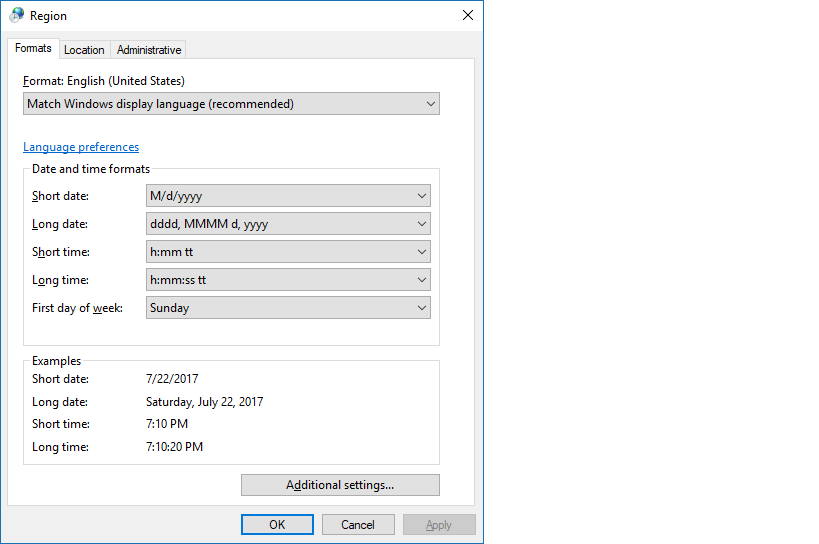 Region
Formats Location Administrative
Format: English (United States)
Match Windows display language (recommended)
Language preferences
Date and time formats
Short date: M/d/yyyy
Long date: dddd, MMMM d, yyyy
Short time: h:mm tt
Long time: h:mm:ss tt
First day of week: Sunday
Examples
Short date: 7/22/2017
Long date: Saturday, July 22, 2017
Short time: 7:10 PM
Long time: 7:10:20 PM
Additional settings...
OK Cancel Apply